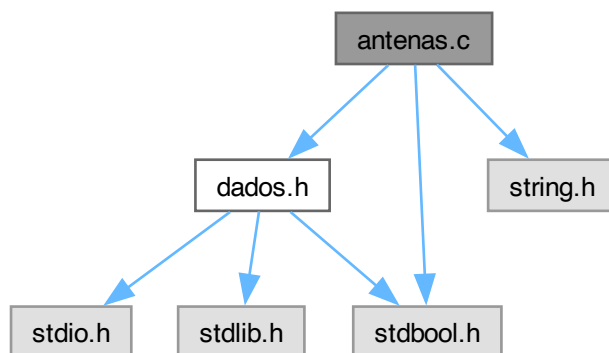 antenas.c
dados.h
string.h
stdio.h
stdlib.h
stdbool.h